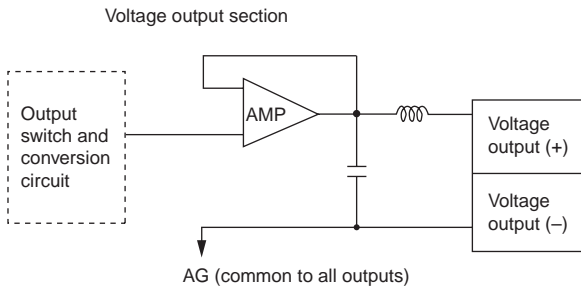 Voltage output section
Output
switch and
conversion
circuit
AMP
Voltage
output (+)
Voltage
output (–)
AG (common to all outputs)